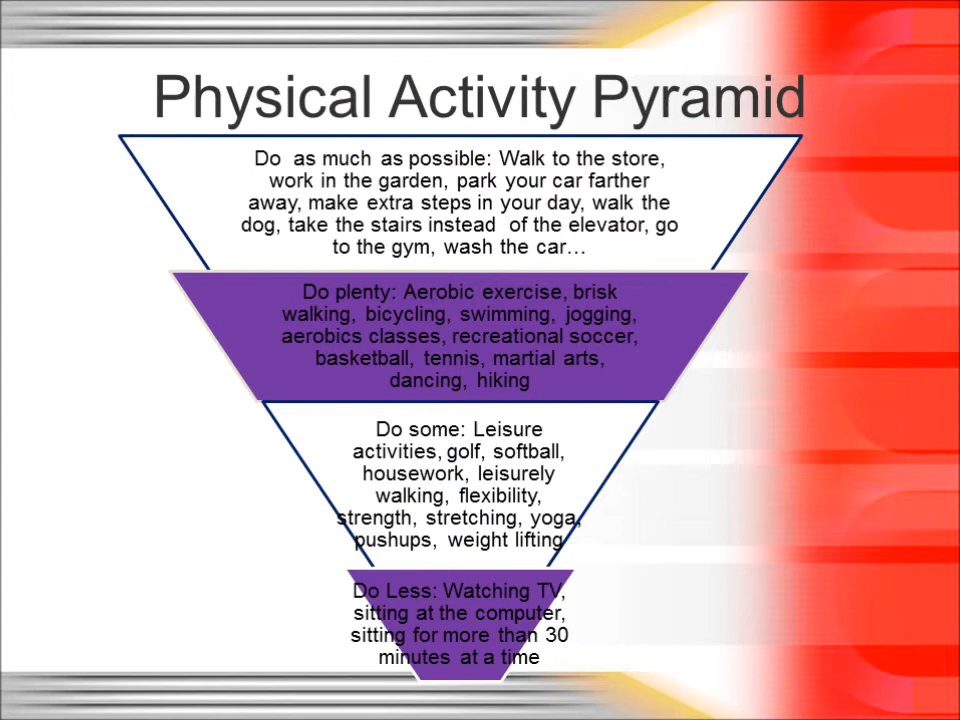 Physical Activity Pyramid
Do as much as possible: Walk to the store,
work in the garden, park your car farther
away, make extra steps in your day, walk the
dog, take the stairs instead of the elevator, go
to the gym, wash the car…
Do plenty: Aerobic exercise, brisk
walking, bicycling, swimming, jogging,
aerobics classes, recreational soccer,
basketball, tennis, martial arts,
dancing, hiking
Do some: Leisure
activities, golf, softball,
housework, leisurely
walking, flexibility,
strength, stretching, yoga,
pushups, weight lifting
Do Less: Watching TV,
sitting at the computer,
sitting for more than 30
minutes at a time